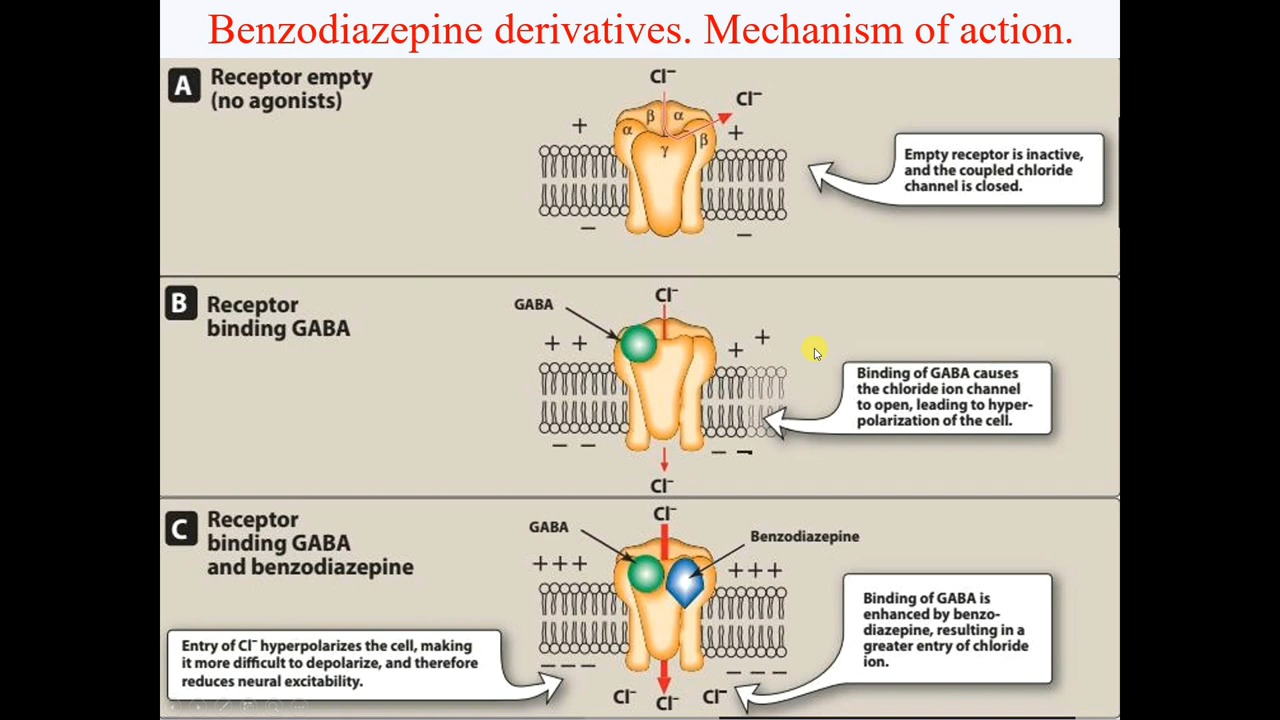 Benzodiazepine derivatives. Mechanism of action.
A
Receptor empty
(no agonists)
Cl⁻
Cl⁻
+
+
β
α
α
β
γ
−
−
Empty receptor is inactive,
and the coupled chloride
channel is closed.
B
Receptor
binding GABA
GABA
Cl⁻
+ +
+
+
− −
− −
Cl⁻
Binding of GABA causes
the chloride ion channel
to open, leading to hyper-
polarization of the cell.
C
Receptor
binding GABA
and benzodiazepine
Cl⁻
GABA
Benzodiazepine
+++
+++
− − −
− − −
Cl⁻
Cl⁻
Cl⁻
Entry of Cl⁻ hyperpolarizes the cell, making
it more difficult to depolarize, and therefore
reduces neural excitability.
Binding of GABA is
enhanced by benzo-
diazepine, resulting in a
greater entry of chloride
ion.